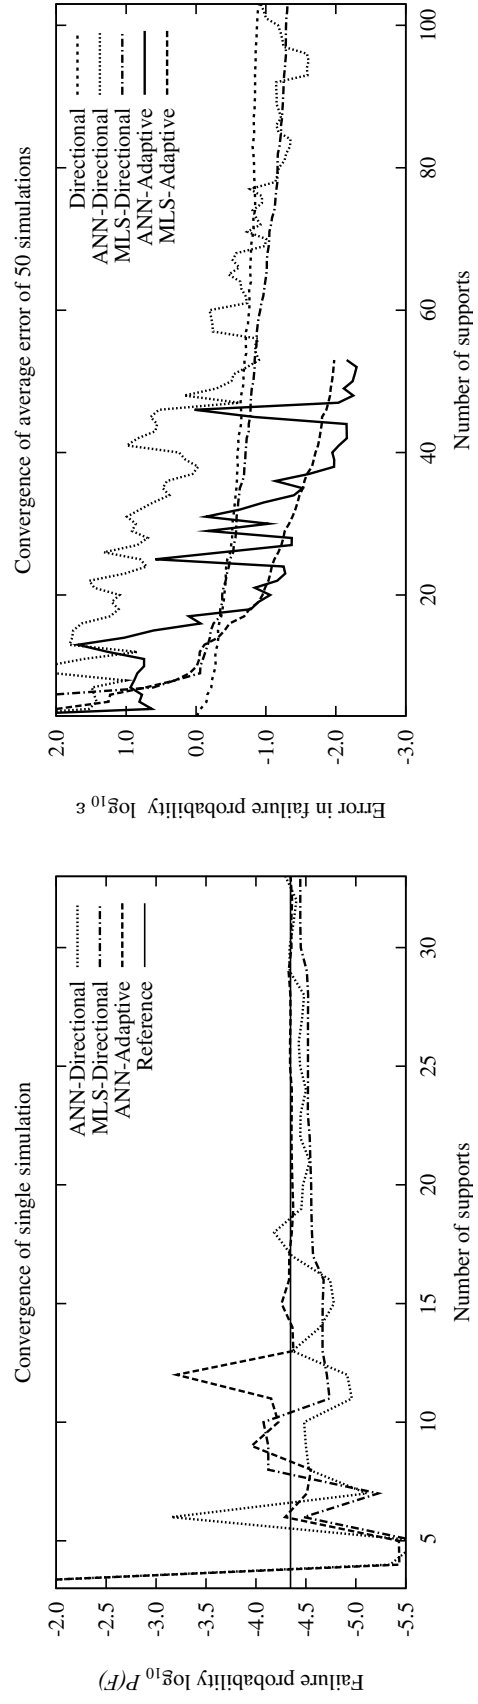 Convergence of single simulation
ANN-Directional
MLS-Directional
ANN-Adaptive
Reference
-2.0
-2.5
-3.0
-3.5
-4.0
-4.5
-5.0
-5.5
Failure probability log10 P(F)
5
10
15
20
25
30
Number of supports
Convergence of average error of 50 simulations
Directional
ANN-Directional
MLS-Directional
ANN-Adaptive
MLS-Adaptive
2.0
1.0
0.0
-1.0
-2.0
-3.0
Error in failure probability log10 ε
20
40
60
80
100
Number of supports